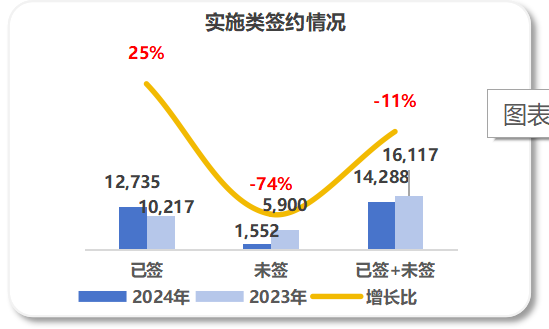 实施类签约情况
25%
-11%
图表
16,117
12,735
14,288
-74%
10,217
5,900
1,552
已签
未签
已签+未签
2024年
2023年
增长比